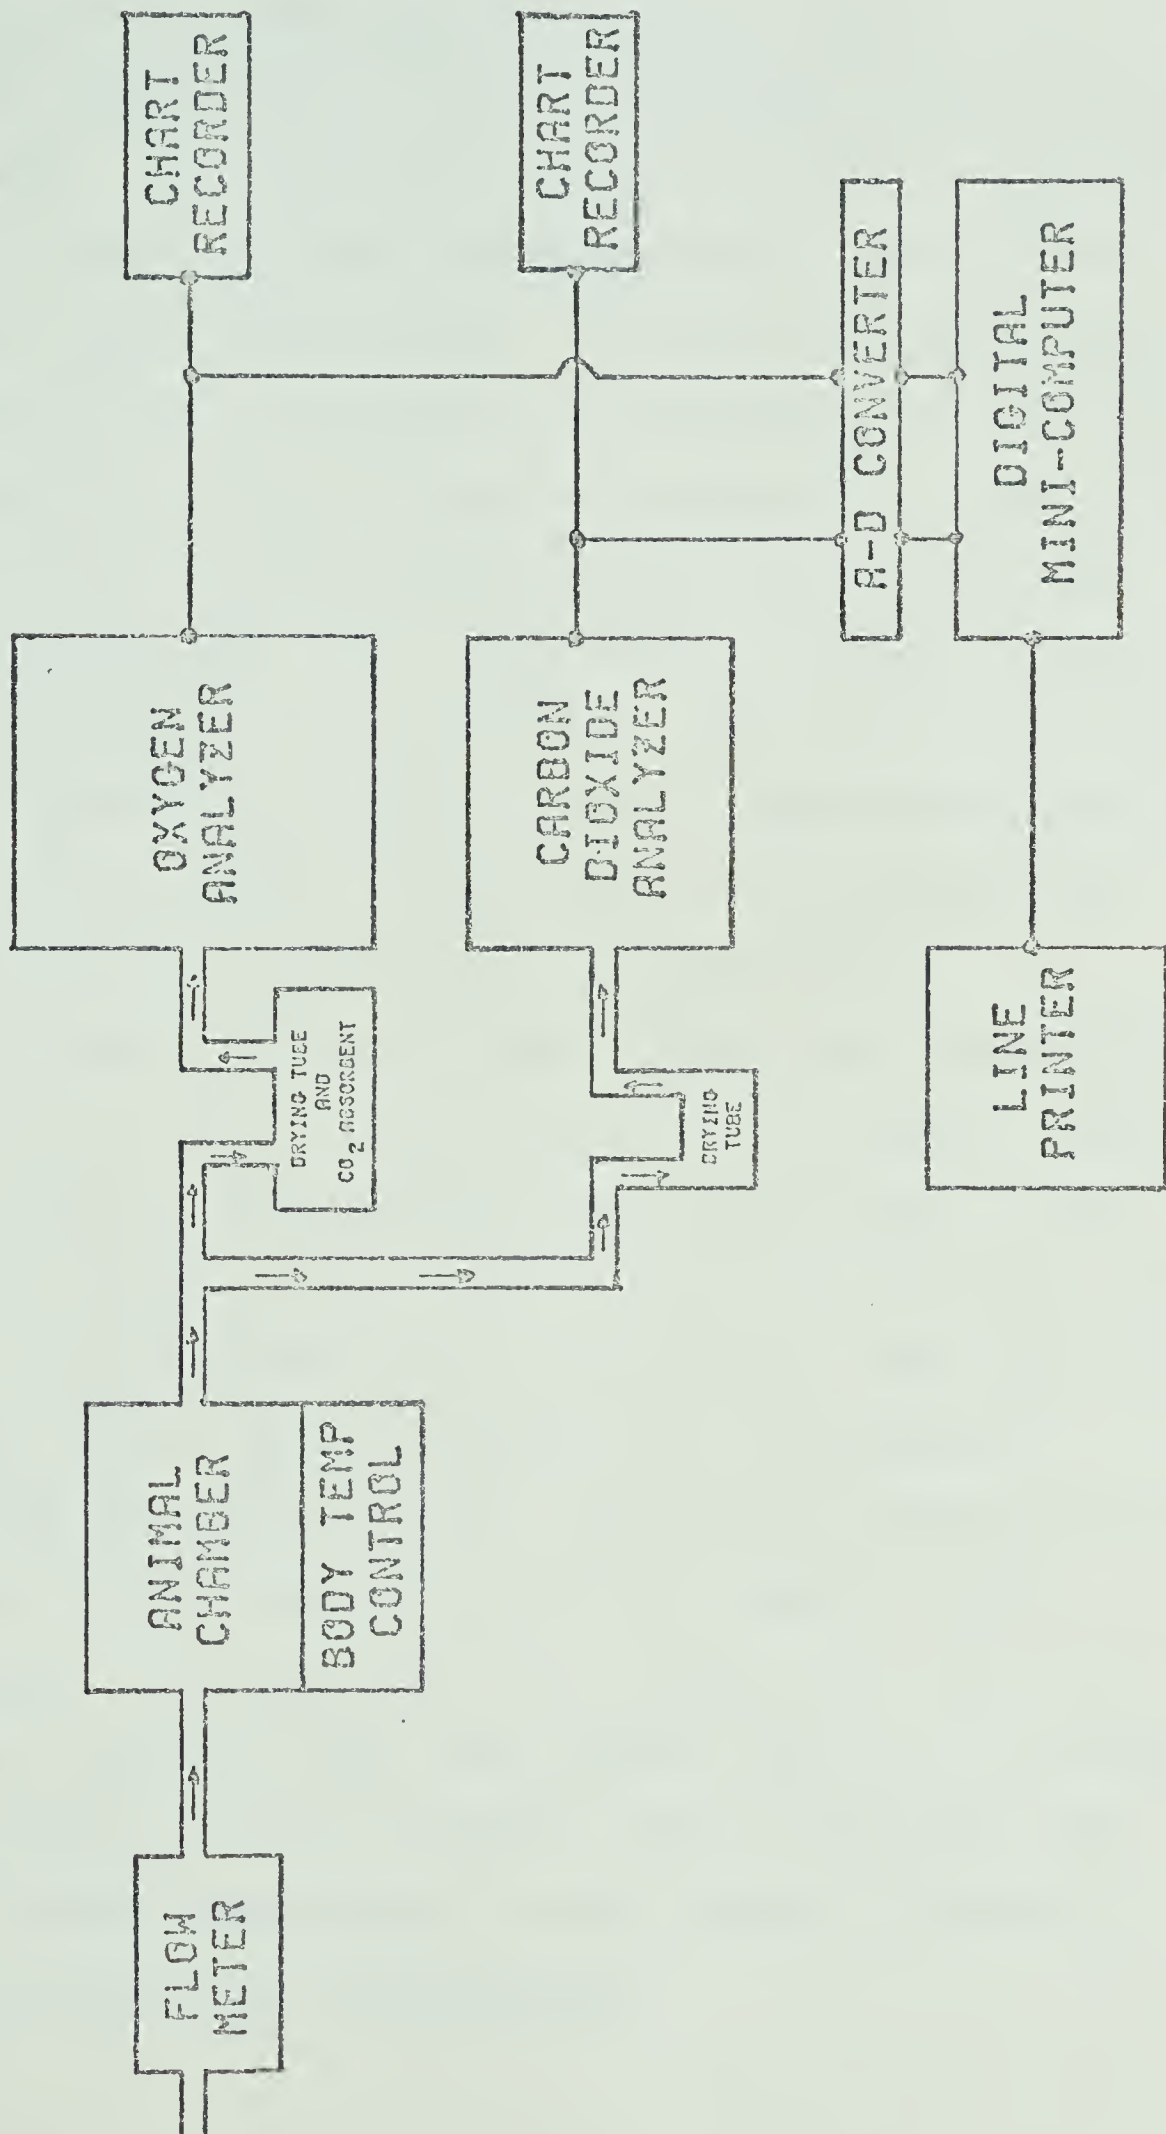 FLOW
METER
ANIMAL
CHAMBER
BODY TEMP
CONTROL
DRYING TUBE
AND
CO₂ ABSORBENT
DRYING
TUBE
OXYGEN
ANALYZER
CARBON
DIOXIDE
ANALYZER
CHART
RECORDER
CHART
RECORDER
A-D CONVERTER
DIGITAL
MINI-COMPUTER
LINE
PRINTER